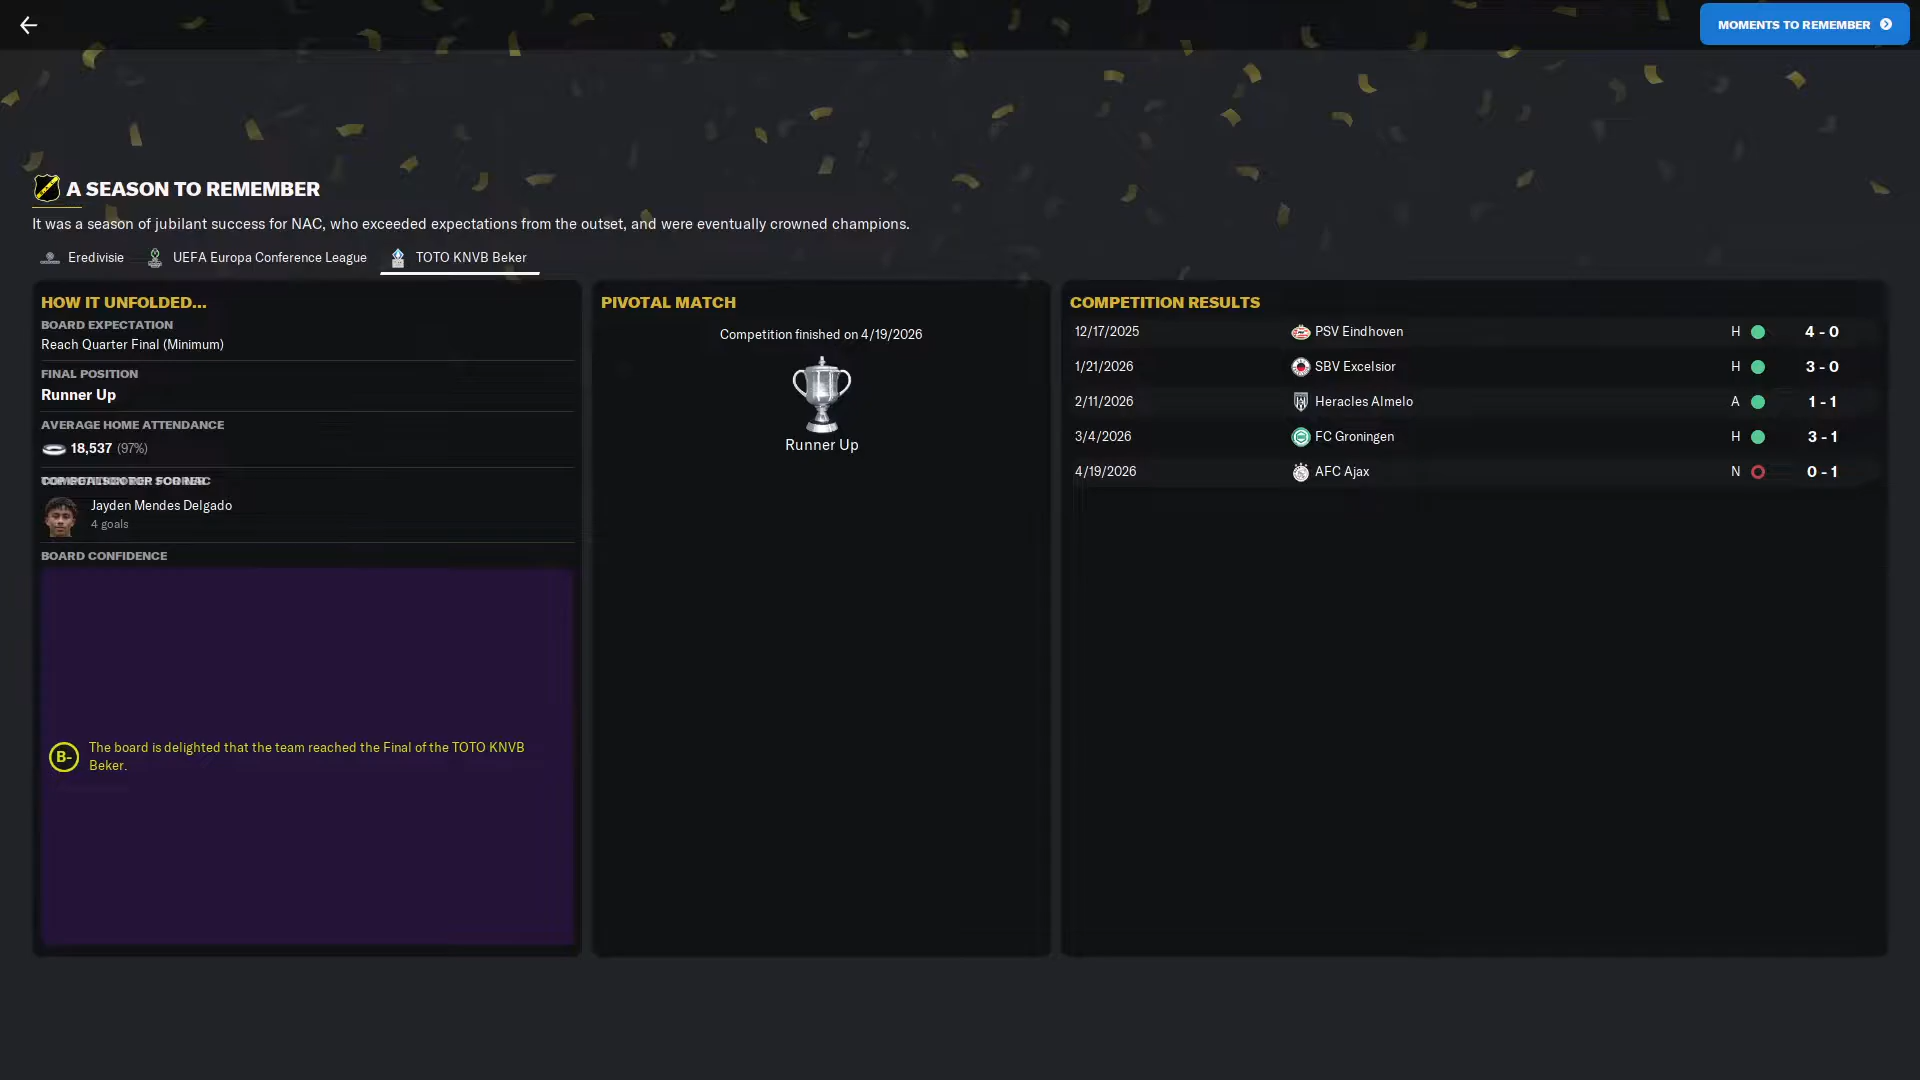 MOMENTS TO REMEMBER
A SEASON TO REMEMBER
It was a season of jubilant success for NAC, who exceeded expectations from the outset, and were eventually crowned champions.
Eredivisie
UEFA Europa Conference League
TOTO KNVB Beker
HOW IT UNFOLDED...
BOARD EXPECTATION
Reach Quarter Final (Minimum)
FINAL POSITION
Runner Up
AVERAGE HOME ATTENDANCE
18,537 (97%)
Jayden Mendes Delgado
4 goals
BOARD CONFIDENCE
B-
The board is delighted that the team reached the Final of the TOTO KNVB
Beker.
PIVOTAL MATCH
Competition finished on 4/19/2026
Runner Up
COMPETITION RESULTS
12/17/2025 PSV Eindhoven H 4 - 0
1/21/2026 SBV Excelsior H 3 - 0
2/11/2026 Heracles Almelo A 1 - 1
3/4/2026 FC Groningen H 3 - 1
4/19/2026 AFC Ajax N 0 - 1